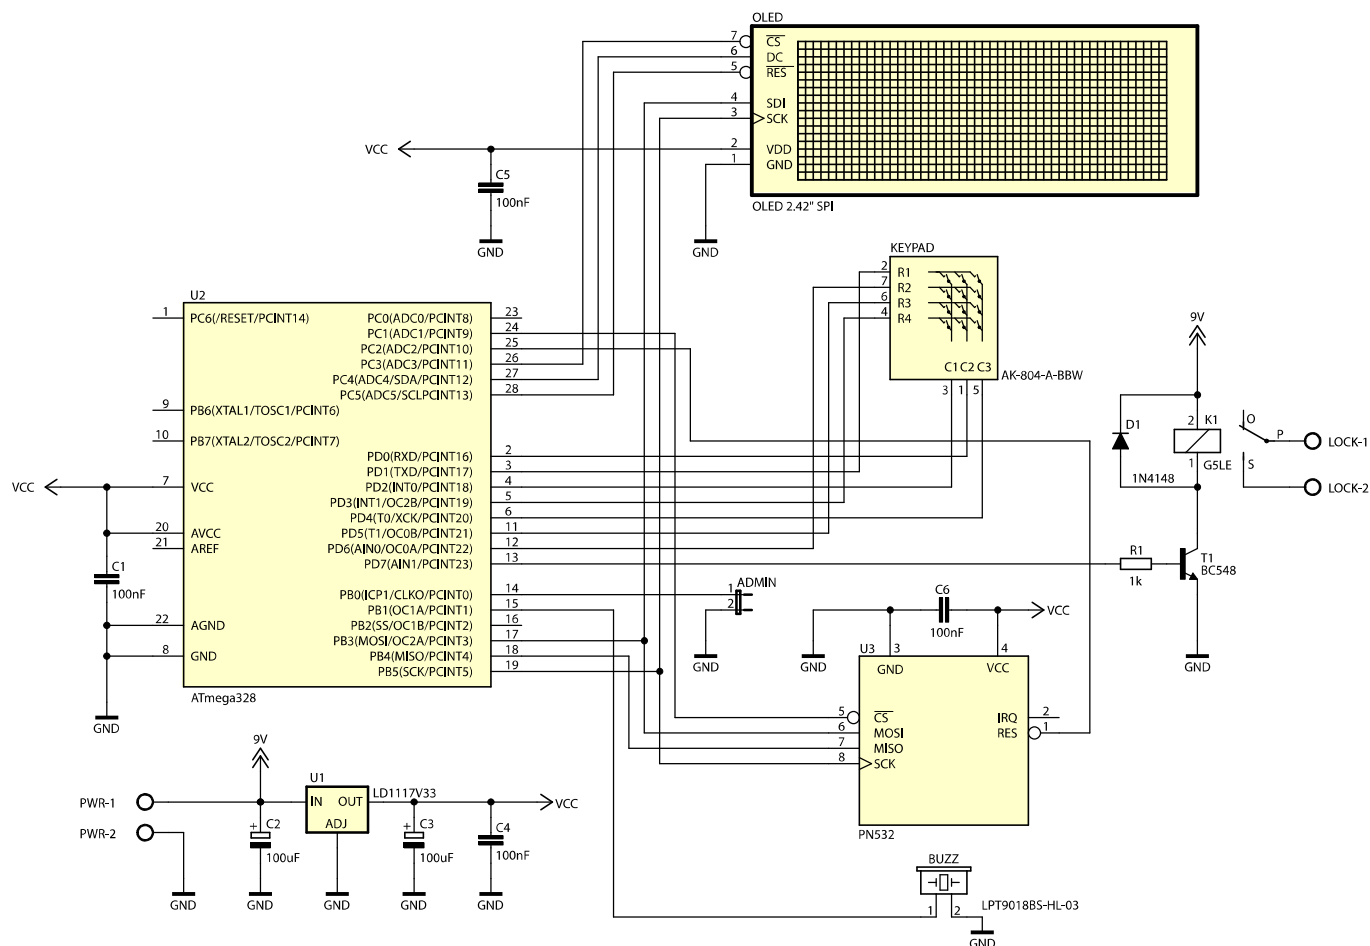 OLED
7 CS
6 DC
5 RES
4 SDI
3 SCK
2 VDD
1 GND
VCC
C5
100nF
GND
GND
OLED 2.42" SPI
KEYPAD
2 R1
7 R2
6 R3
4 R4
C1 C2 C3
3 1 5
AK-804-A-BBW
U2
1 PC6(/RESET/PCINT14)
9 PB6(XTAL1/TOSC1/PCINT6)
10 PB7(XTAL2/TOSC2/PCINT7)
VCC
7 VCC
20 AVCC
21 AREF
C1
100nF
22 AGND
8 GND
GND
PC0(ADC0/PCINT8) 23
PC1(ADC1/PCINT9) 24
PC2(ADC2/PCINT10) 25
PC3(ADC3/PCINT11) 26
PC4(ADC4/SDA/PCINT12) 27
PC5(ADC5/SCLPCINT13) 28
PD0(RXD/PCINT16) 2
PD1(TXD/PCINT17) 3
PD2(INT0/PCINT18) 4
PD3(INT1/OC2B/PCINT19) 5
PD4(T0/XCK/PCINT20) 6
PD5(T1/OC0B/PCINT21) 11
PD6(AIN0/OC0A/PCINT22) 12
PD7(AIN1/PCINT23) 13
PB0(ICP1/CLKO/PCINT0) 14
PB1(OC1A/PCINT1) 15
PB2(SS/OC1B/PCINT2) 16
PB3(MOSI/OC2A/PCINT3) 17
PB4(MISO/PCINT4) 18
PB5(SCK/PCINT5) 19
ATmega328
9V
D1
1N4148
2 K1
1 G5LE
O
P
S
LOCK-1
LOCK-2
R1
1k
T1
BC548
GND
ADMIN
1
2
GND
C6
100nF
VCC
GND
U3
3
GND
4
VCC
5 CS
6 MOSI
7 MISO
8 SCK
IRQ 2
RES 1
PN532
9V
PWR-1
PWR-2
U1
IN OUT
ADJ
LD1117V33
VCC
+ C2
100uF
+ C3
100uF
C4
100nF
GND
GND
GND
GND
GND
BUZZ
1 2
LPT9018BS-HL-03
GND